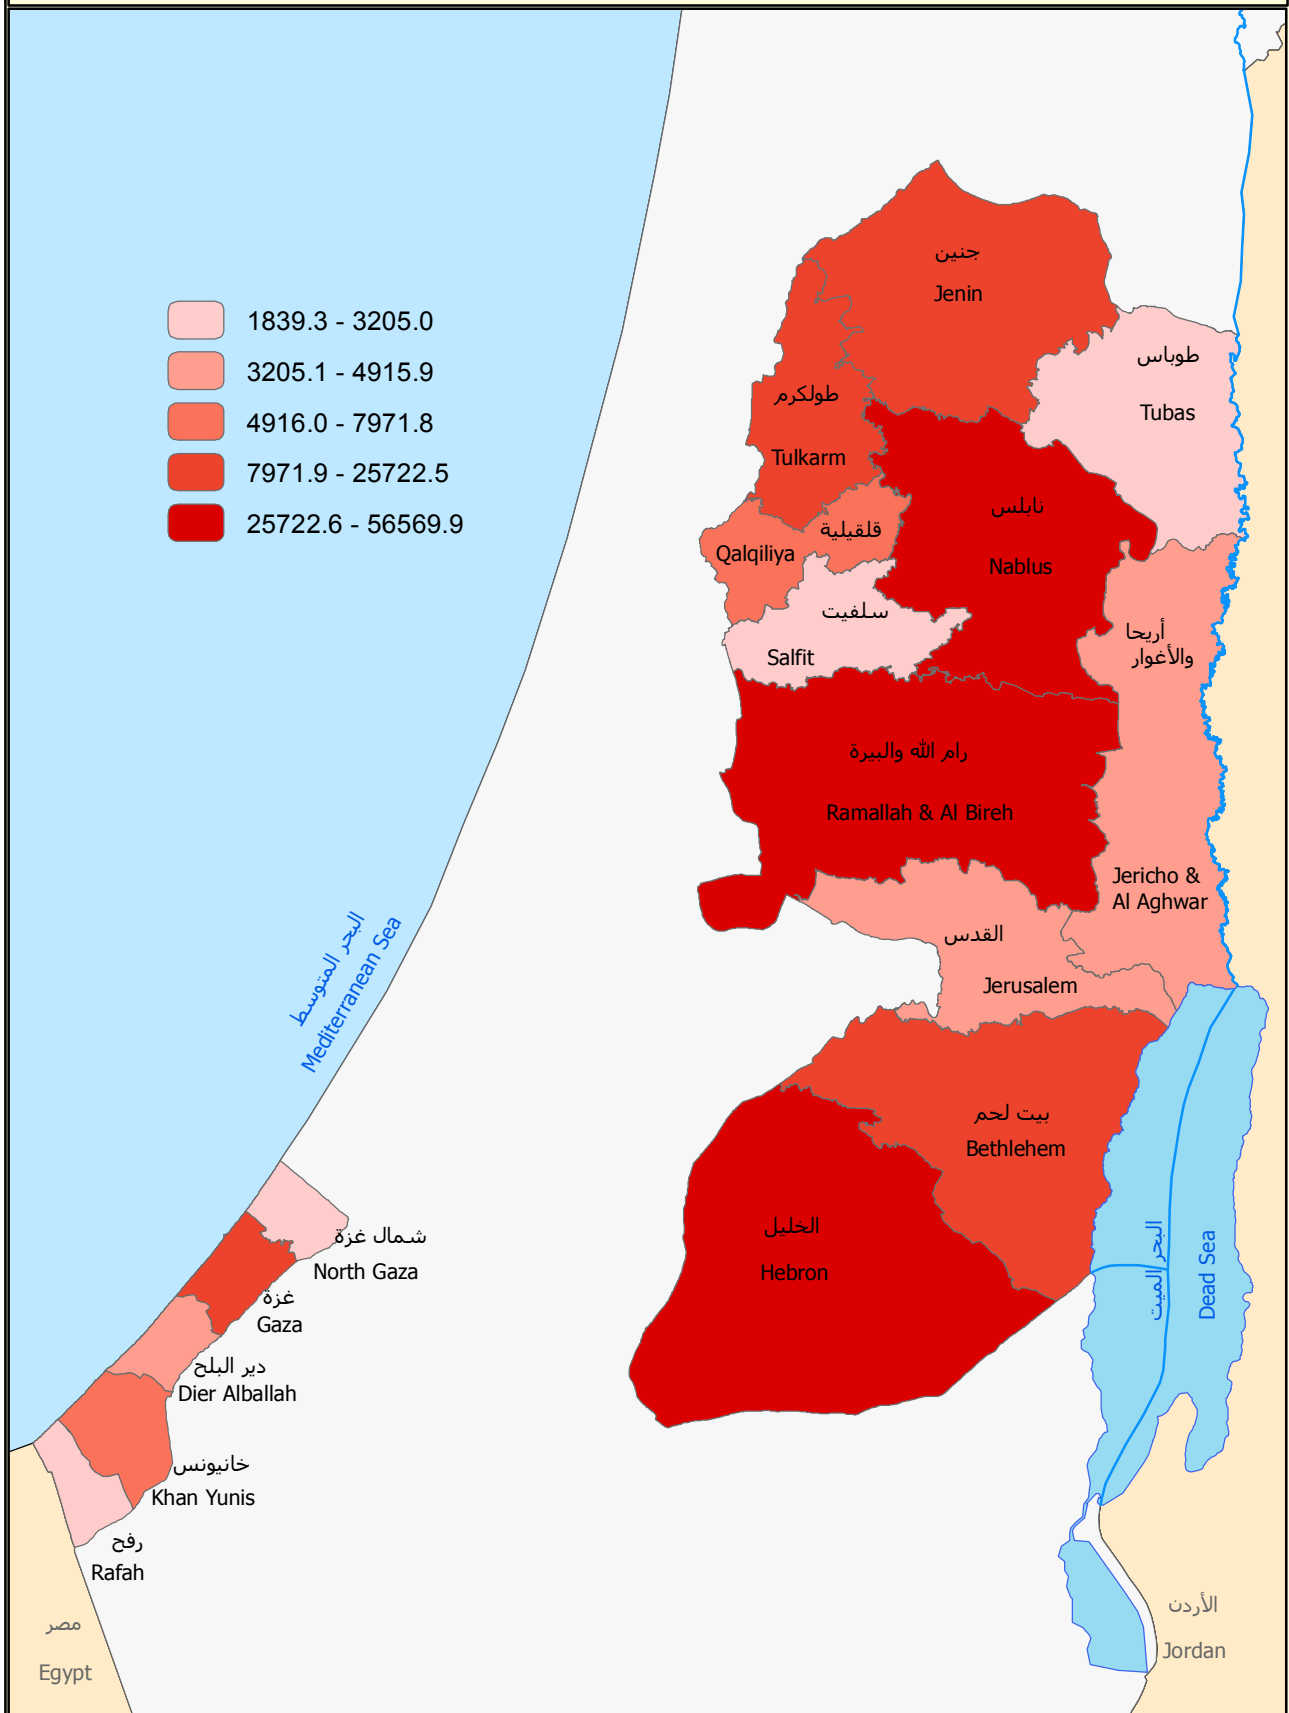 1839.3 - 3205.0
3205.1 - 4915.9
4916.0 - 7971.8
7971.9 - 25722.5
25722.6 - 56569.9
جنين
Jenin
طوباس
Tubas
طولكرم
Tulkarm
نابلس
Nablus
قلقيلية
Qalqiliya
سلفيت
Salfit
أريحا
والأغوار
Jericho &
Al Aghwar
رام الله والبيرة
Ramallah & Al Bireh
القدس
Jerusalem
بيت لحم
Bethlehem
الخليل
Hebron
البحر المتوسط
Mediterranean Sea
البحر الميت
Dead Sea
شمال غزة
North Gaza
غزة
Gaza
دير البلح
Dier Alballah
خانيونس
Khan Yunis
رفح
Rafah
مصر
Egypt
الأردن
Jordan